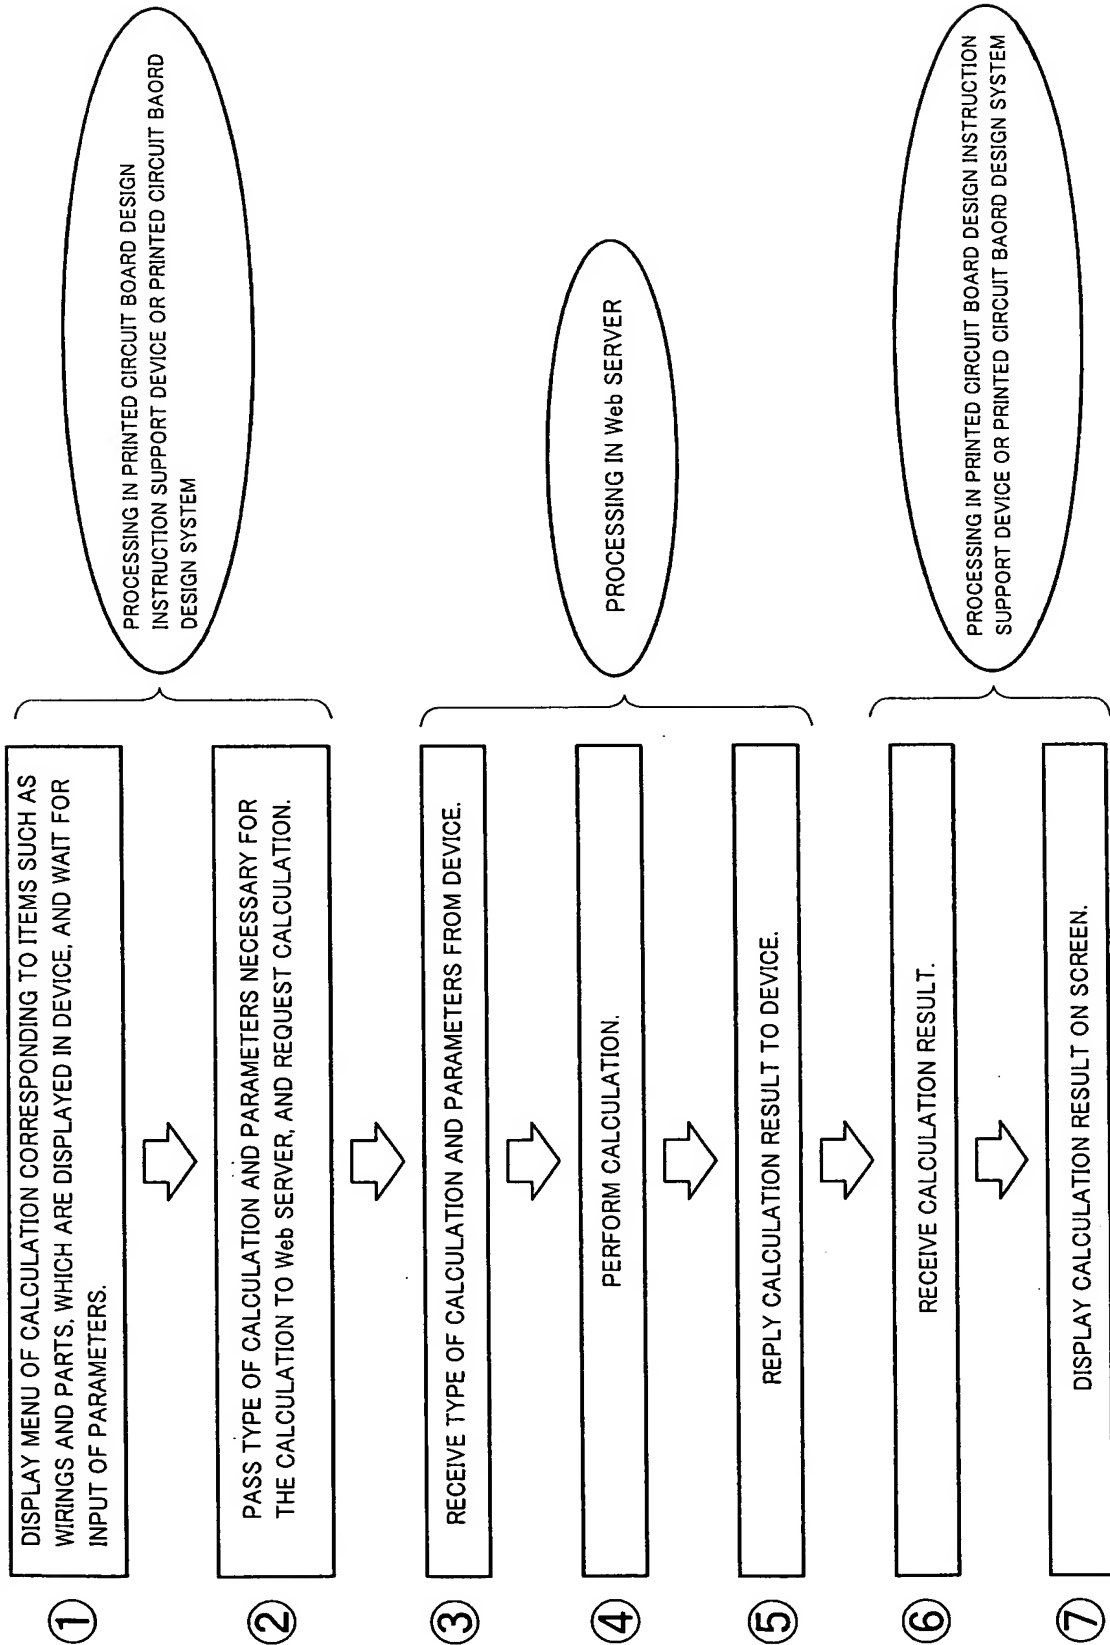 ①
DISPLAY MENU OF CALCULATION CORRESPONDING TO ITEMS SUCH AS
WIRINGS AND PARTS, WHICH ARE DISPLAYED IN DEVICE, AND WAIT FOR
INPUT OF PARAMETERS.
PROCESSING IN PRINTED CIRCUIT BOARD DESIGN
INSTRUCTION SUPPORT DEVICE OR PRINTED CIRCUIT BAORD
DESIGN SYSTEM
②
PASS TYPE OF CALCULATION AND PARAMETERS NECESSARY FOR
THE CALCULATION TO Web SERVER, AND REQUEST CALCULATION.
③
RECEIVE TYPE OF CALCULATION AND PARAMETERS FROM DEVICE.
④
PERFORM CALCULATION.
PROCESSING IN Web SERVER
⑤
REPLY CALCULATION RESULT TO DEVICE.
⑥
RECEIVE CALCULATION RESULT.
PROCESSING IN PRINTED CIRCUIT BOARD DESIGN INSTRUCTION
SUPPORT DEVICE OR PRINTED CIRCUIT BAORD DESIGN SYSTEM
⑦
DISPLAY CALCULATION RESULT ON SCREEN.